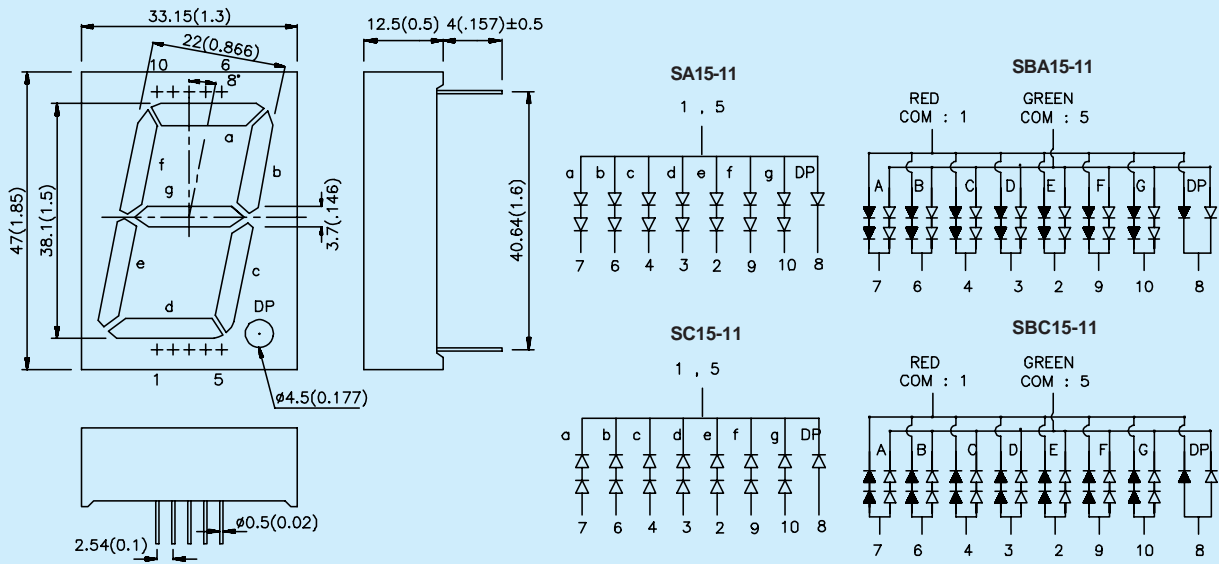 33.15(1.3)
22(0.866)
10 6
8°
a
f b
g
e c
d
DP
1 5
47(1.85)
38.1(1.5)
3.7(.146)
ø4.5(0.177)
12.5(0.5) 4(.157)±0.5
40.64(1.6)
ø0.5(0.02)
2.54(0.1)
SA15-11
1 , 5
a b c d e f g DP
7 6 4 3 2 9 10 8
SBA15-11
RED GREEN
COM : 1 COM : 5
A B C D E F G DP
7 6 4 3 2 9 10 8
SC15-11
1 , 5
a b c d e f g DP
7 6 4 3 2 9 10 8
SBC15-11
RED GREEN
COM : 1 COM : 5
A B C D E F G DP
7 6 4 3 2 9 10 8